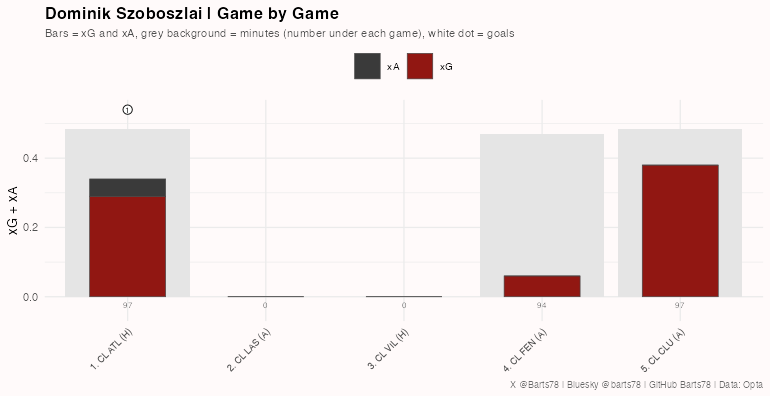 Dominik Szoboszlai | Game by Game
Bars = xG and xA, grey background = minutes (number under each game), white dot = goals
xA xG
1
xG + xA
0.4
0.2
0.0
97 0 0 94 97
1. CL ATL (H)
2. CL LAS (A)
3. CL VIL (H)
4. CL FEN (A)
5. CL CLU (A)
X @Barts78 | Bluesky @barts78 | GitHub Barts78 | Data: Opta